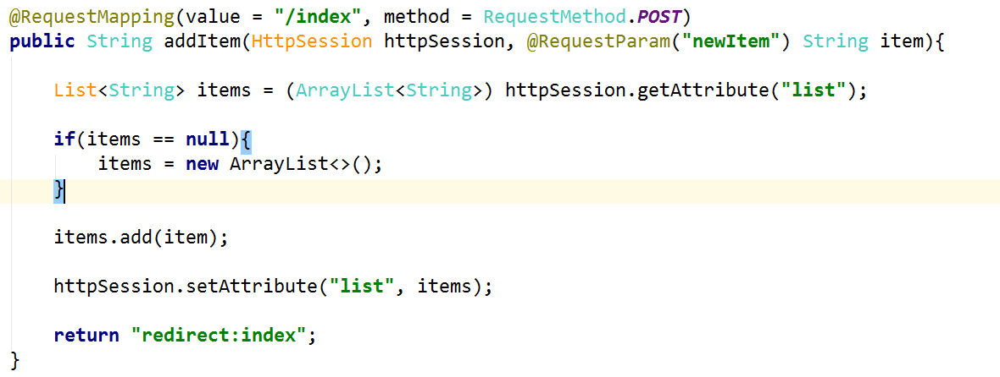 @RequestMapping(value = "/index", method = RequestMethod.POST)
public String addItem(HttpSession httpSession, @RequestParam("newItem") String item){
List<String> items = (ArrayList<String>) httpSession.getAttribute("list");
if(items == null){
items = new ArrayList<>();
}
items.add(item);
httpSession.setAttribute("list", items);
return "redirect:index";
}